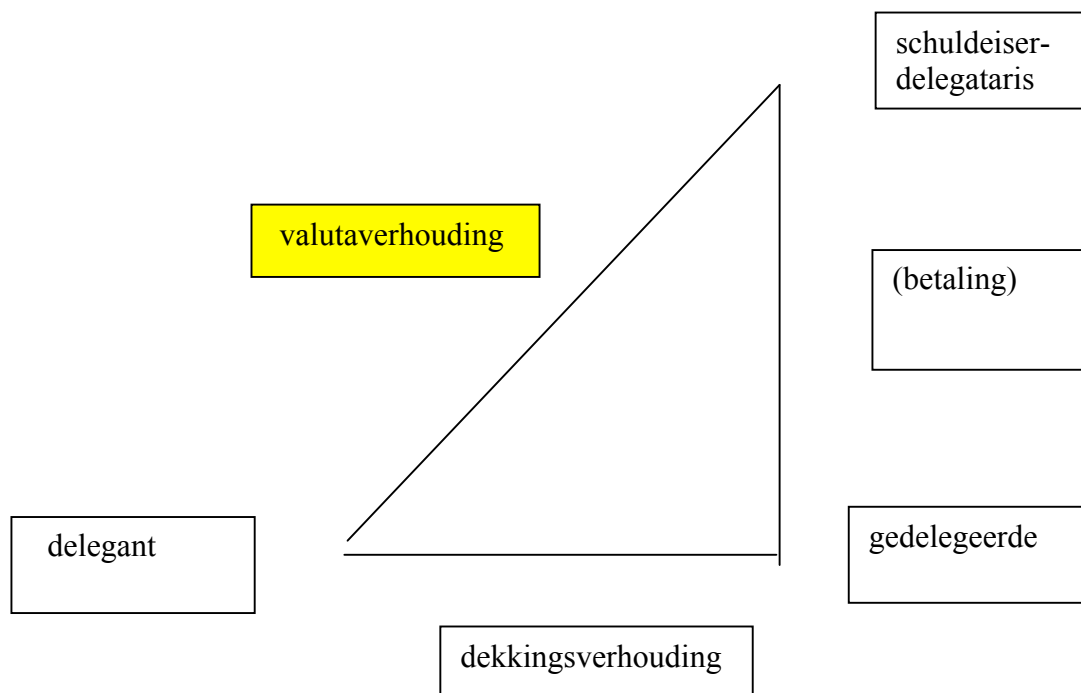 schuldeiser-
delegataris
valutaverhouding
(betaling)
delegant
gedelegeerde
dekkingsverhouding